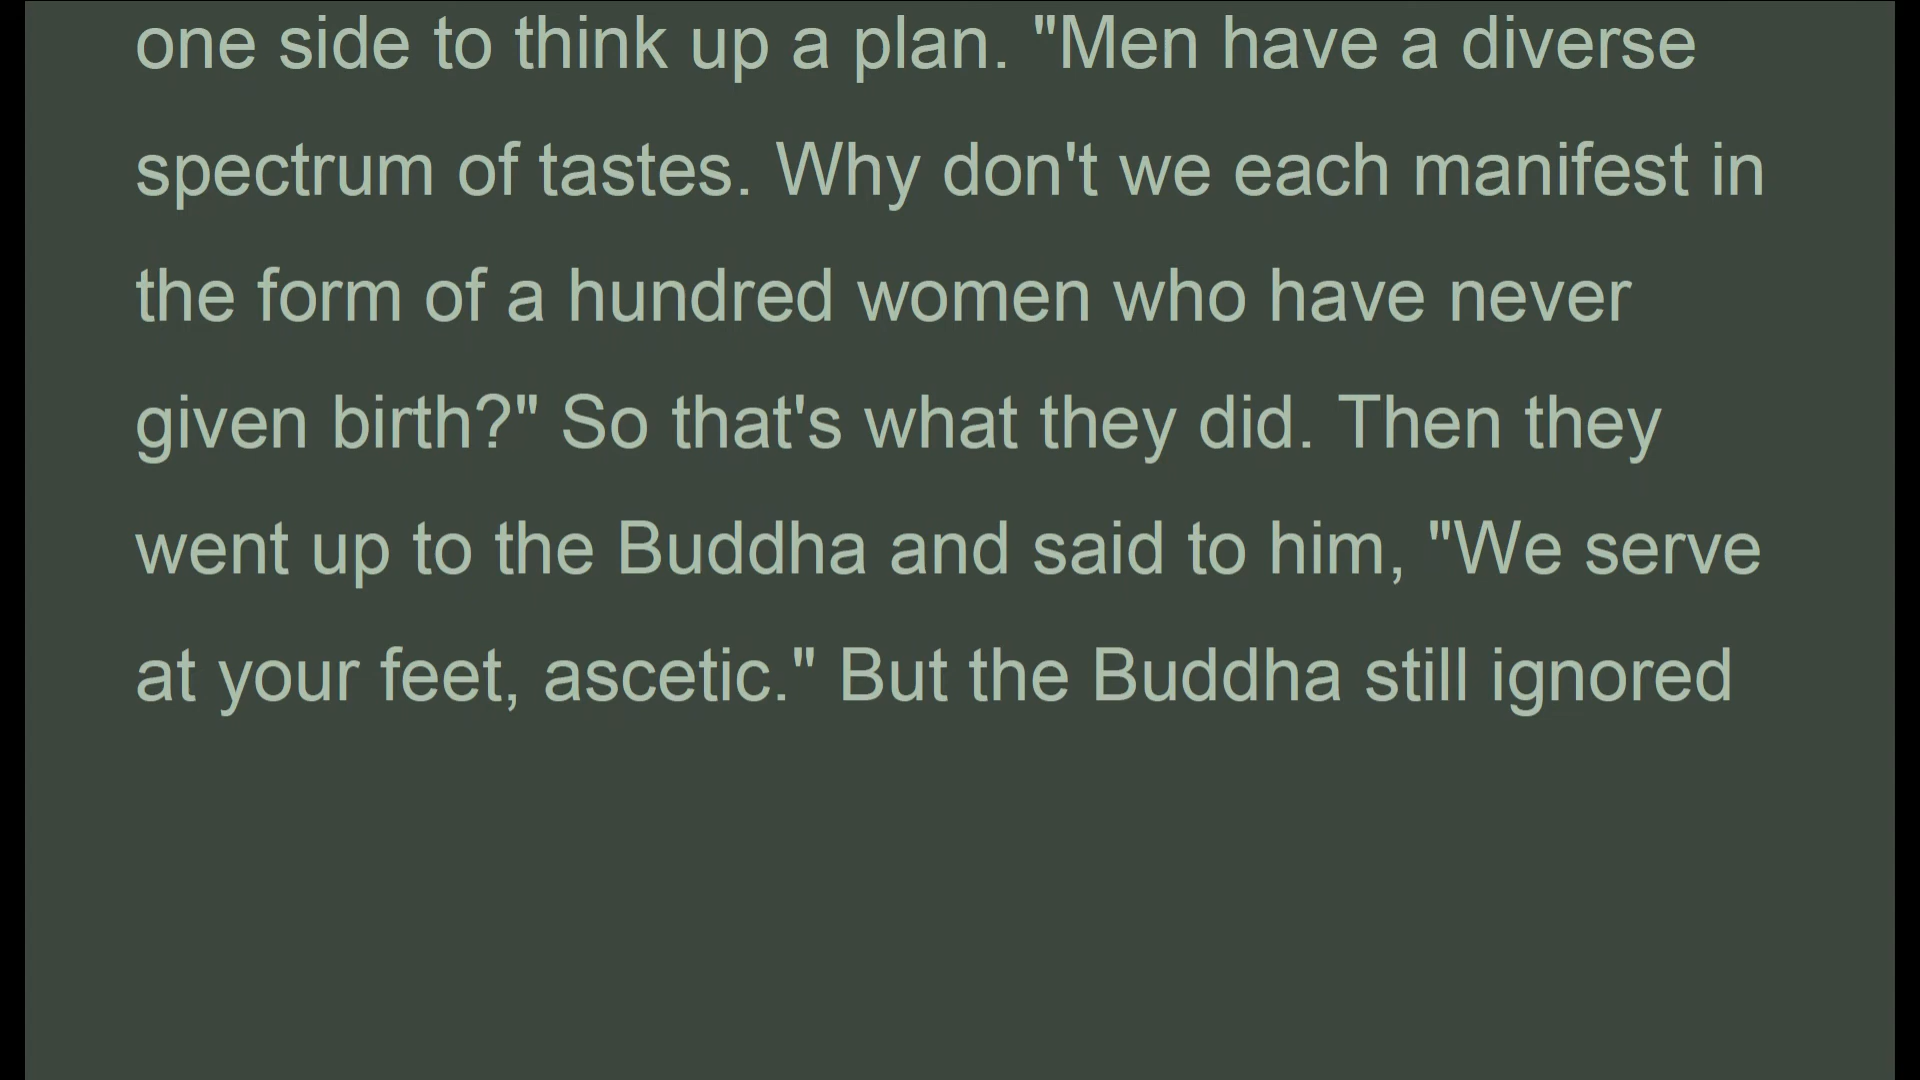 one side to think up a plan. "Men have a diverse
spectrum of tastes. Why don't we each manifest in
the form of a hundred women who have never
given birth?" So that's what they did. Then they
went up to the Buddha and said to him, "We serve
at your feet, ascetic." But the Buddha still ignored